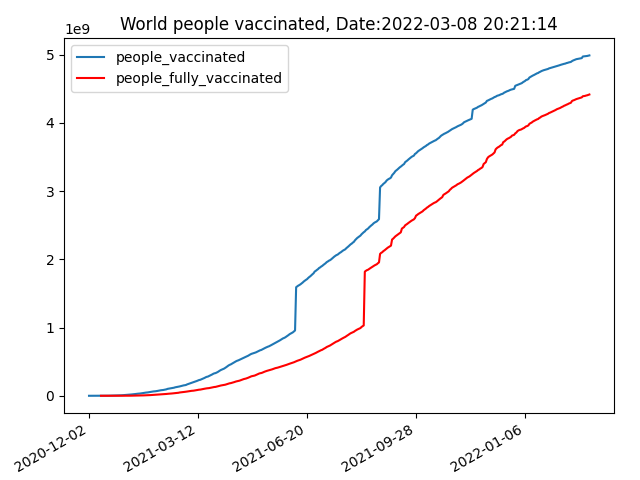 World people vaccinated, Date:2022-03-08 20:21:14
1e9
people_vaccinated
people_fully_vaccinated
5
4
3
2
1
0
2020-12-02
2021-03-12
2021-06-20
2021-09-28
2022-01-06